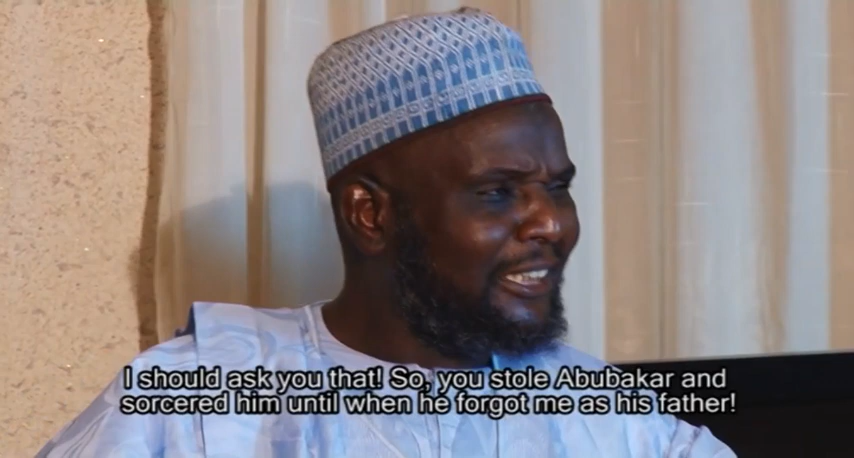 I should ask you that! So, you stole Abubakar and
sorcered him until when he forgot me as his father!